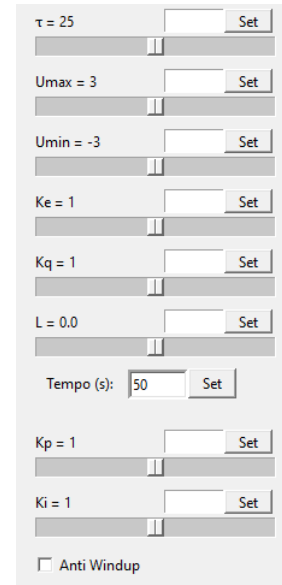 τ = 25 Set
Umax = 3 Set
Umin = -3 Set
Ke = 1 Set
Kq = 1 Set
L = 0.0 Set
Tempo (s): 50 Set
Kp = 1 Set
Ki = 1 Set
Anti Windup